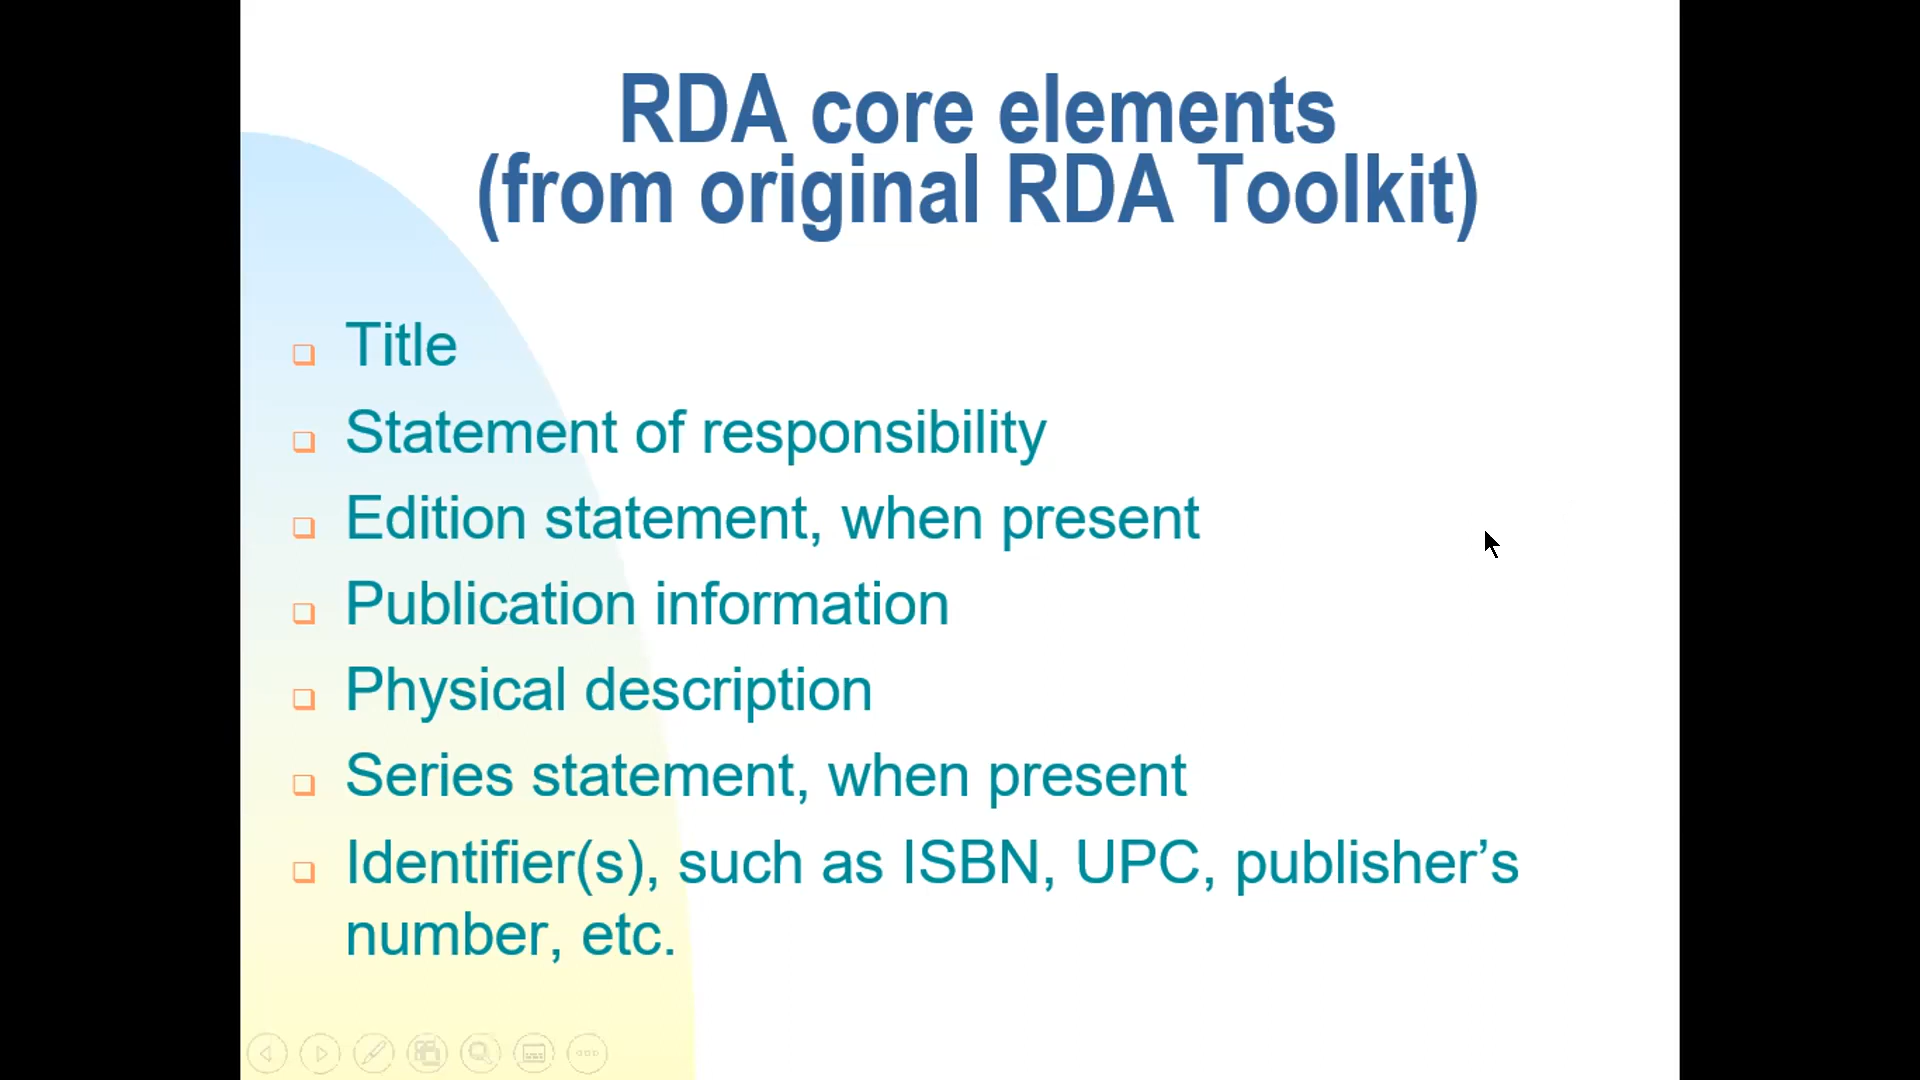 RDA core elements
(from original RDA Toolkit)
Title
Statement of responsibility
Edition statement, when present
Publication information
Physical description
Series statement, when present
Identifier(s), such as ISBN, UPC, publisher’s
number, etc.